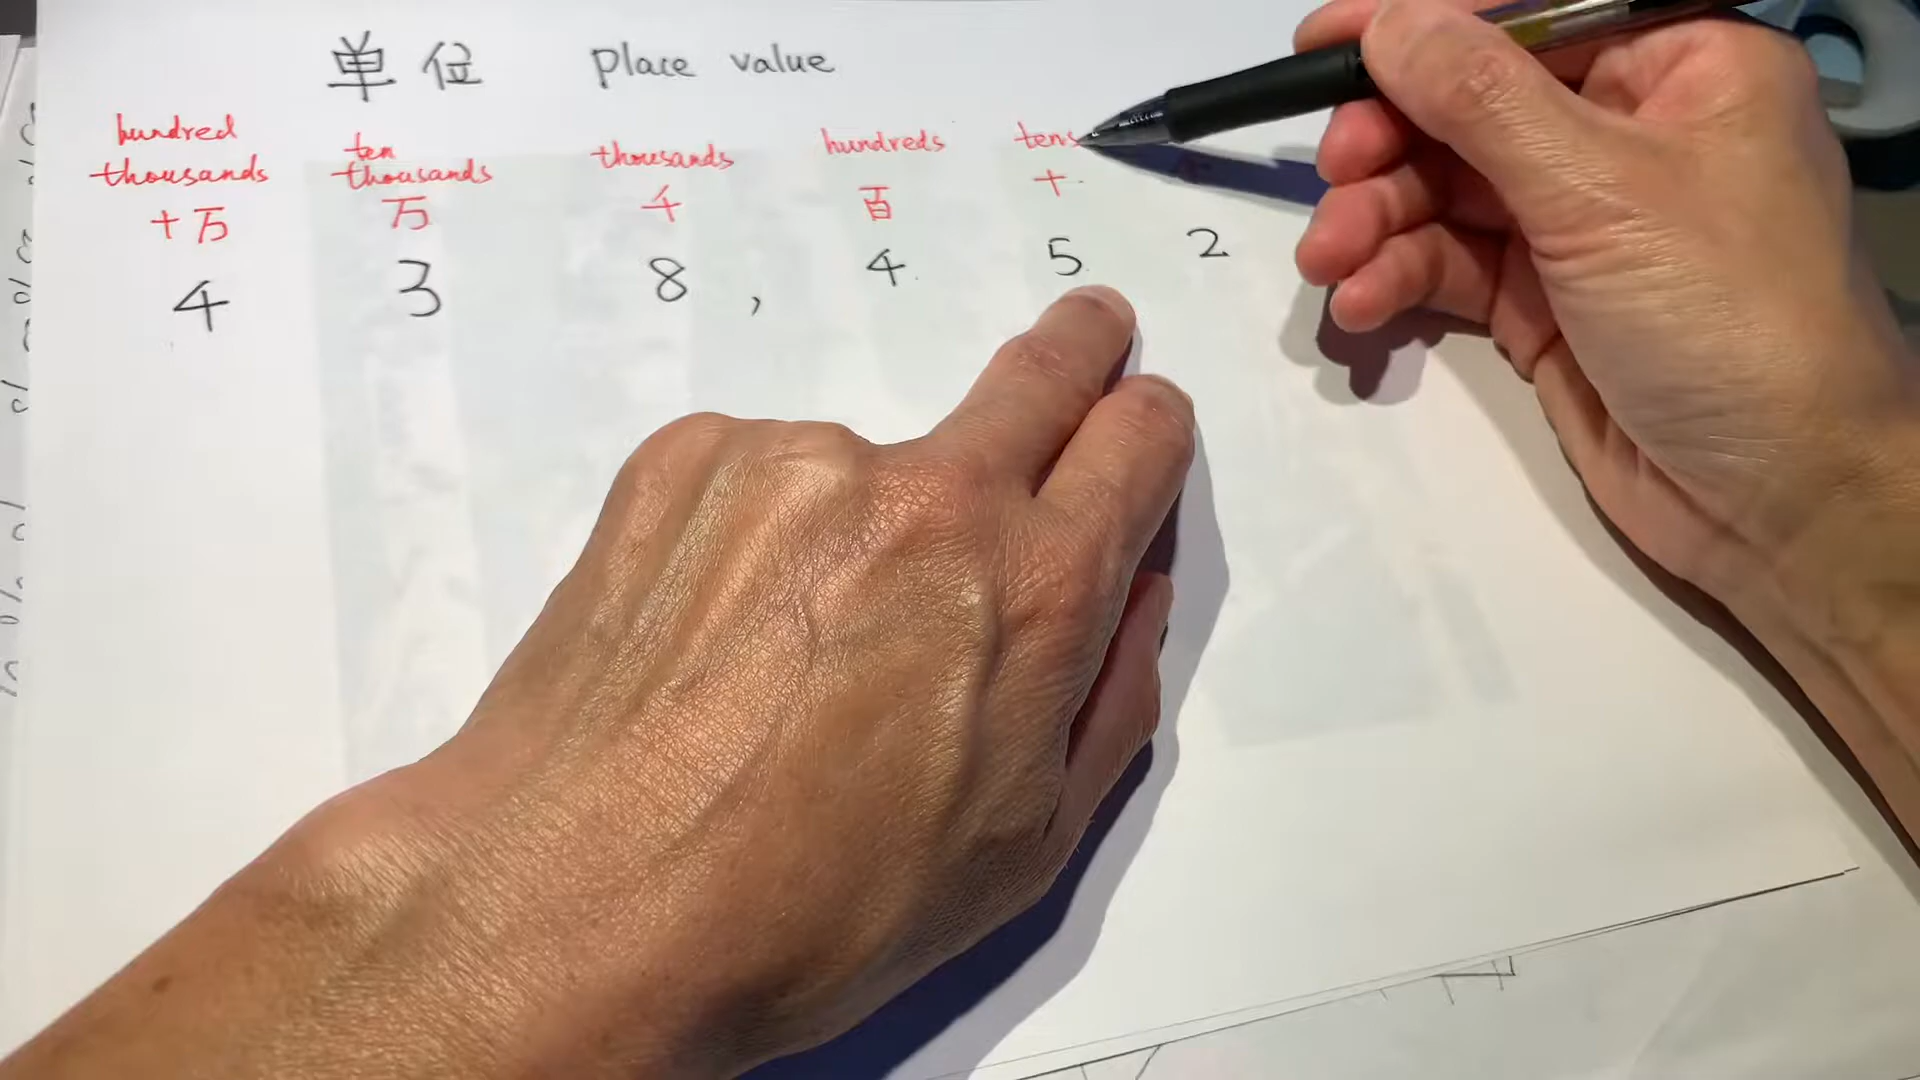 单位 place value
hundred thousands
ten thousands
thousands
hundreds
tens
十万 万 千 百 十
4 3 8 , 4 5 2